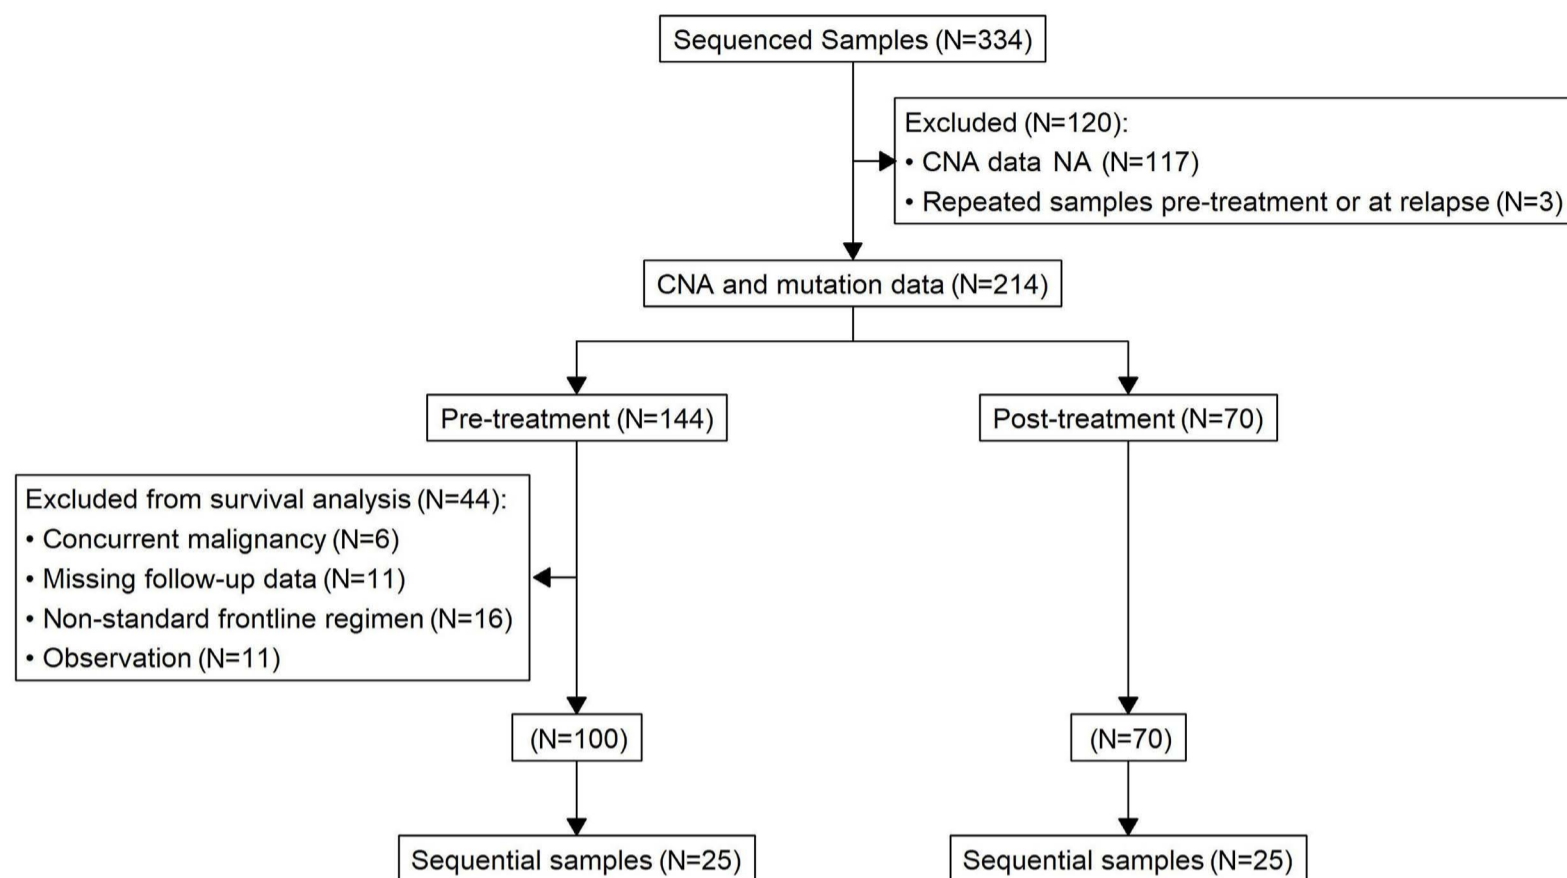 Sequenced Samples (N=334)
Excluded (N=120):
• CNA data NA (N=117)
• Repeated samples pre-treatment or at relapse (N=3)
CNA and mutation data (N=214)
Pre-treatment (N=144)
Post-treatment (N=70)
Excluded from survival analysis (N=44):
• Concurrent malignancy (N=6)
• Missing follow-up data (N=11)
• Non-standard frontline regimen (N=16)
• Observation (N=11)
(N=100)
(N=70)
Sequential samples (N=25)
Sequential samples (N=25)